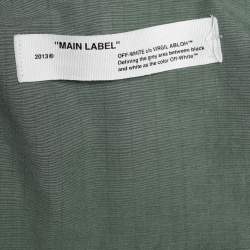 "MAIN LABEL"
2013® OFF-WHITE c/o VIRGIL ABLOH™
Defining the grey area between black
and white as the color Off-White™